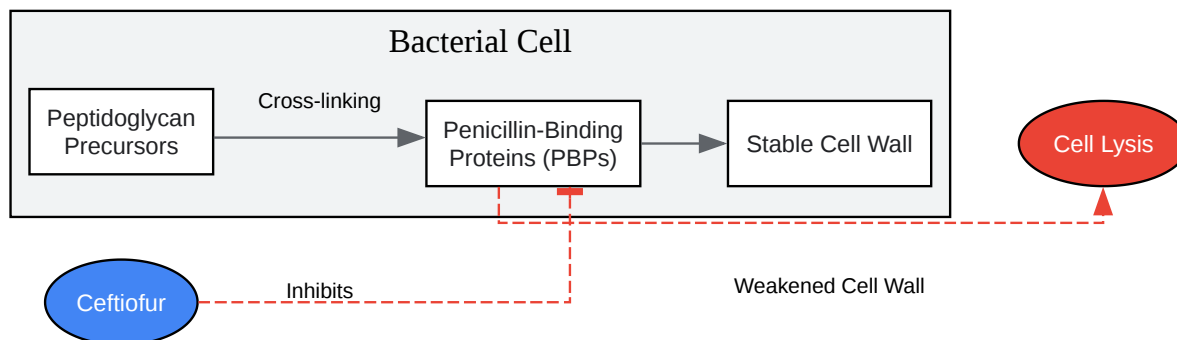 Bacterial Cell
Peptidoglycan
Precursors
Cross-linking
Penicillin-Binding
Proteins (PBPs)
Stable Cell Wall
Cell Lysis
Ceftiofur
Inhibits
Weakened Cell Wall